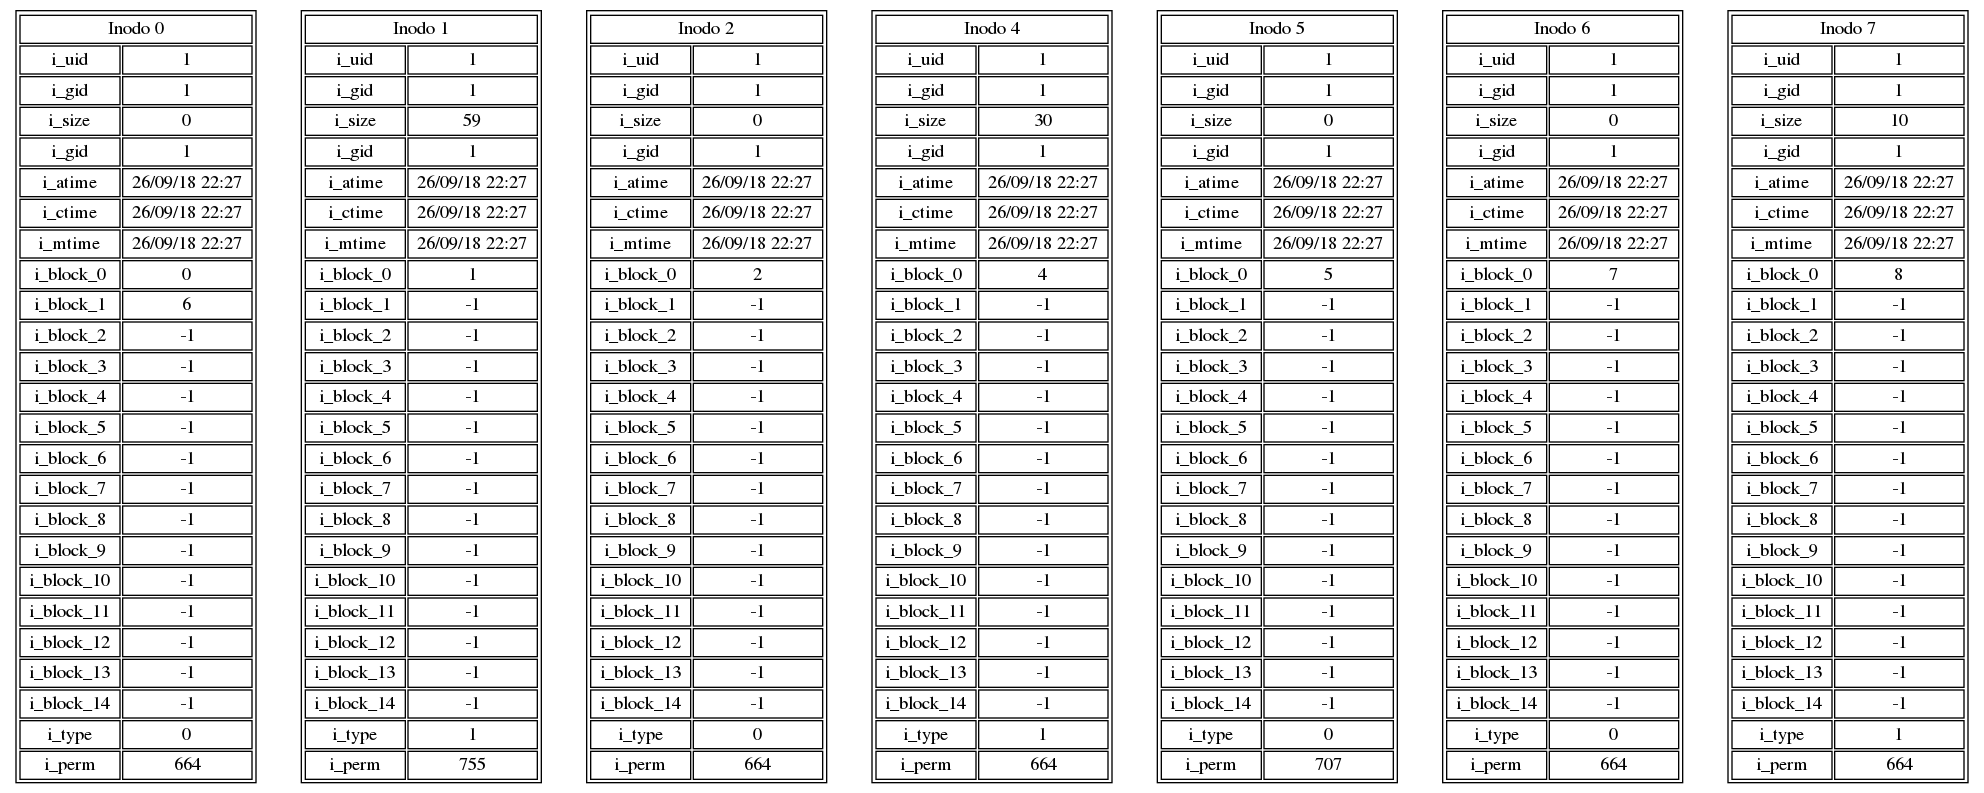 Inodo 0
i_uid 1
i_gid 1
i_size 0
i_gid 1
i_atime 26/09/18 22:27
i_ctime 26/09/18 22:27
i_mtime 26/09/18 22:27
i_block_0 0
i_block_1 6
i_block_2 -1
i_block_3 -1
i_block_4 -1
i_block_5 -1
i_block_6 -1
i_block_7 -1
i_block_8 -1
i_block_9 -1
i_block_10 -1
i_block_11 -1
i_block_12 -1
i_block_13 -1
i_block_14 -1
i_type 0
i_perm 664
Inodo 1
i_uid 1
i_gid 1
i_size 59
i_gid 1
i_atime 26/09/18 22:27
i_ctime 26/09/18 22:27
i_mtime 26/09/18 22:27
i_block_0 1
i_block_1 -1
i_block_2 -1
i_block_3 -1
i_block_4 -1
i_block_5 -1
i_block_6 -1
i_block_7 -1
i_block_8 -1
i_block_9 -1
i_block_10 -1
i_block_11 -1
i_block_12 -1
i_block_13 -1
i_block_14 -1
i_type 1
i_perm 755
Inodo 2
i_uid 1
i_gid 1
i_size 0
i_gid 1
i_atime 26/09/18 22:27
i_ctime 26/09/18 22:27
i_mtime 26/09/18 22:27
i_block_0 2
i_block_1 -1
i_block_2 -1
i_block_3 -1
i_block_4 -1
i_block_5 -1
i_block_6 -1
i_block_7 -1
i_block_8 -1
i_block_9 -1
i_block_10 -1
i_block_11 -1
i_block_12 -1
i_block_13 -1
i_block_14 -1
i_type 0
i_perm 664
Inodo 4
i_uid 1
i_gid 1
i_size 30
i_gid 1
i_atime 26/09/18 22:27
i_ctime 26/09/18 22:27
i_mtime 26/09/18 22:27
i_block_0 4
i_block_1 -1
i_block_2 -1
i_block_3 -1
i_block_4 -1
i_block_5 -1
i_block_6 -1
i_block_7 -1
i_block_8 -1
i_block_9 -1
i_block_10 -1
i_block_11 -1
i_block_12 -1
i_block_13 -1
i_block_14 -1
i_type 1
i_perm 664
Inodo 5
i_uid 1
i_gid 1
i_size 0
i_gid 1
i_atime 26/09/18 22:27
i_ctime 26/09/18 22:27
i_mtime 26/09/18 22:27
i_block_0 5
i_block_1 -1
i_block_2 -1
i_block_3 -1
i_block_4 -1
i_block_5 -1
i_block_6 -1
i_block_7 -1
i_block_8 -1
i_block_9 -1
i_block_10 -1
i_block_11 -1
i_block_12 -1
i_block_13 -1
i_block_14 -1
i_type 0
i_perm 707
Inodo 6
i_uid 1
i_gid 1
i_size 0
i_gid 1
i_atime 26/09/18 22:27
i_ctime 26/09/18 22:27
i_mtime 26/09/18 22:27
i_block_0 7
i_block_1 -1
i_block_2 -1
i_block_3 -1
i_block_4 -1
i_block_5 -1
i_block_6 -1
i_block_7 -1
i_block_8 -1
i_block_9 -1
i_block_10 -1
i_block_11 -1
i_block_12 -1
i_block_13 -1
i_block_14 -1
i_type 0
i_perm 664
Inodo 7
i_uid 1
i_gid 1
i_size 10
i_gid 1
i_atime 26/09/18 22:27
i_ctime 26/09/18 22:27
i_mtime 26/09/18 22:27
i_block_0 8
i_block_1 -1
i_block_2 -1
i_block_3 -1
i_block_4 -1
i_block_5 -1
i_block_6 -1
i_block_7 -1
i_block_8 -1
i_block_9 -1
i_block_10 -1
i_block_11 -1
i_block_12 -1
i_block_13 -1
i_block_14 -1
i_type 1
i_perm 664